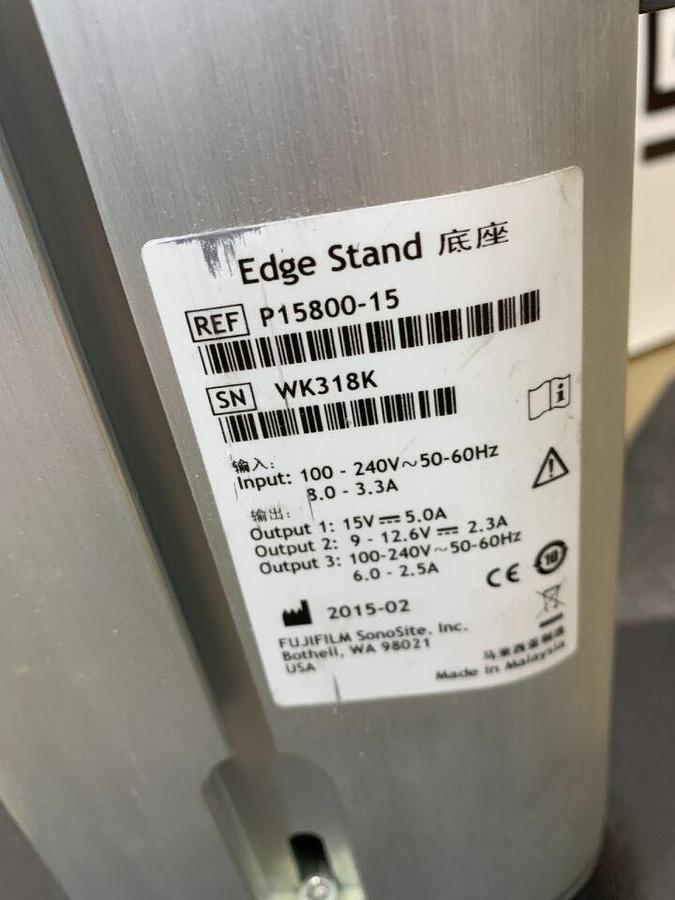 Edge Stand 底座
REF P15800-15
SN WK318K
输入:
Input: 100 - 240V~50-60Hz
8.0 - 3.3A
输出:
Output 1: 15V⎓5.0A
Output 2: 9 - 12.6V⎓ 2.3A
Output 3: 100-240V~50-60Hz
6.0 - 2.5A
CE 10
2015-02
FUJIFILM SonoSite, Inc.
Bothell, WA 98021
USA
马来西亚制造
Made in Malaysia